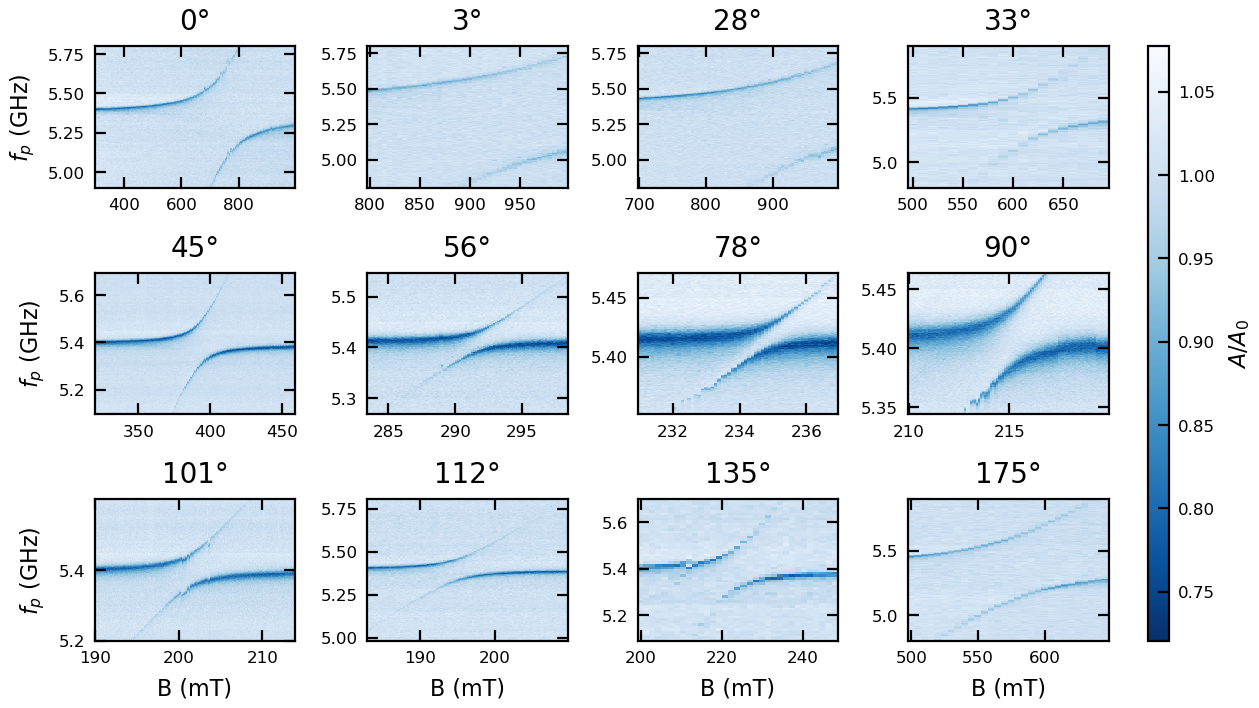 0° 3° 28° 33°
5.75 5.50 5.25 5.00 5.75 5.50 5.25 5.00 5.75 5.50 5.25 5.00 5.5 5.0 1.05 1.00 0.95 0.90 0.85 0.80 0.75
f_p (GHz)
400 600 800 800 850 900 950 700 800 900 500 550 600 650
45° 56° 78° 90°
5.6 5.4 5.2 5.5 5.4 5.3 5.45 5.40 5.45 5.40 5.35
f_p (GHz)
A/A_0
350 400 450 285 290 295 232 234 236 210 215
101° 112° 135° 175°
5.4 5.2 5.75 5.50 5.25 5.00 5.6 5.4 5.2 5.5 5.0
f_p (GHz)
190 200 210 190 200 200 220 240 500 550 600
B (mT) B (mT) B (mT) B (mT)